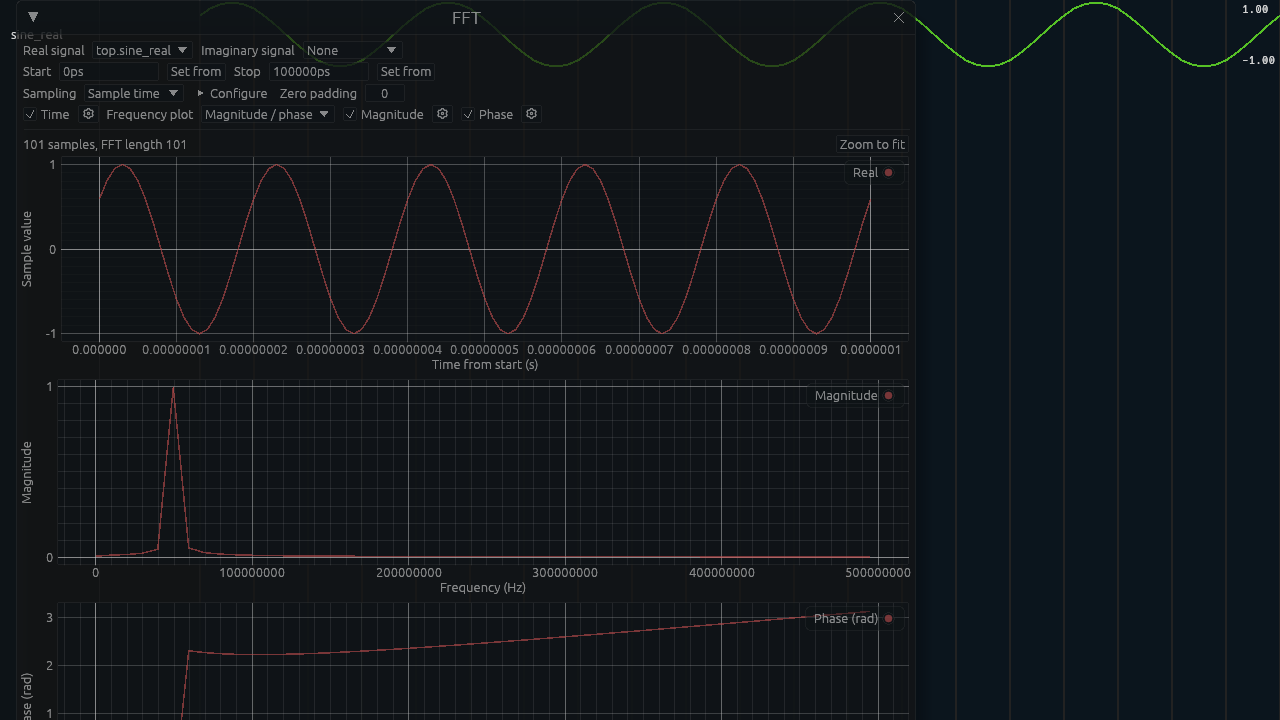 FFT
1.00
sine_real
Real signal top.sine_real Imaginary signal None
-1.00
Start 0ps Set from Stop 100000ps Set from
Sampling Sample time Configure Zero padding 0
Time Frequency plot Magnitude / phase Magnitude Phase
101 samples, FFT length 101 Zoom to fit
1
Real
Sample value
0
-1
0.000000 0.00000001 0.00000002 0.00000003 0.00000004 0.00000005 0.00000006 0.00000007 0.00000008 0.00000009 0.0000001
Time from start (s)
1
Magnitude
Magnitude
0
0 100000000 200000000 300000000 400000000 500000000
Frequency (Hz)
3
Phase (rad)
2
ase (rad)
1